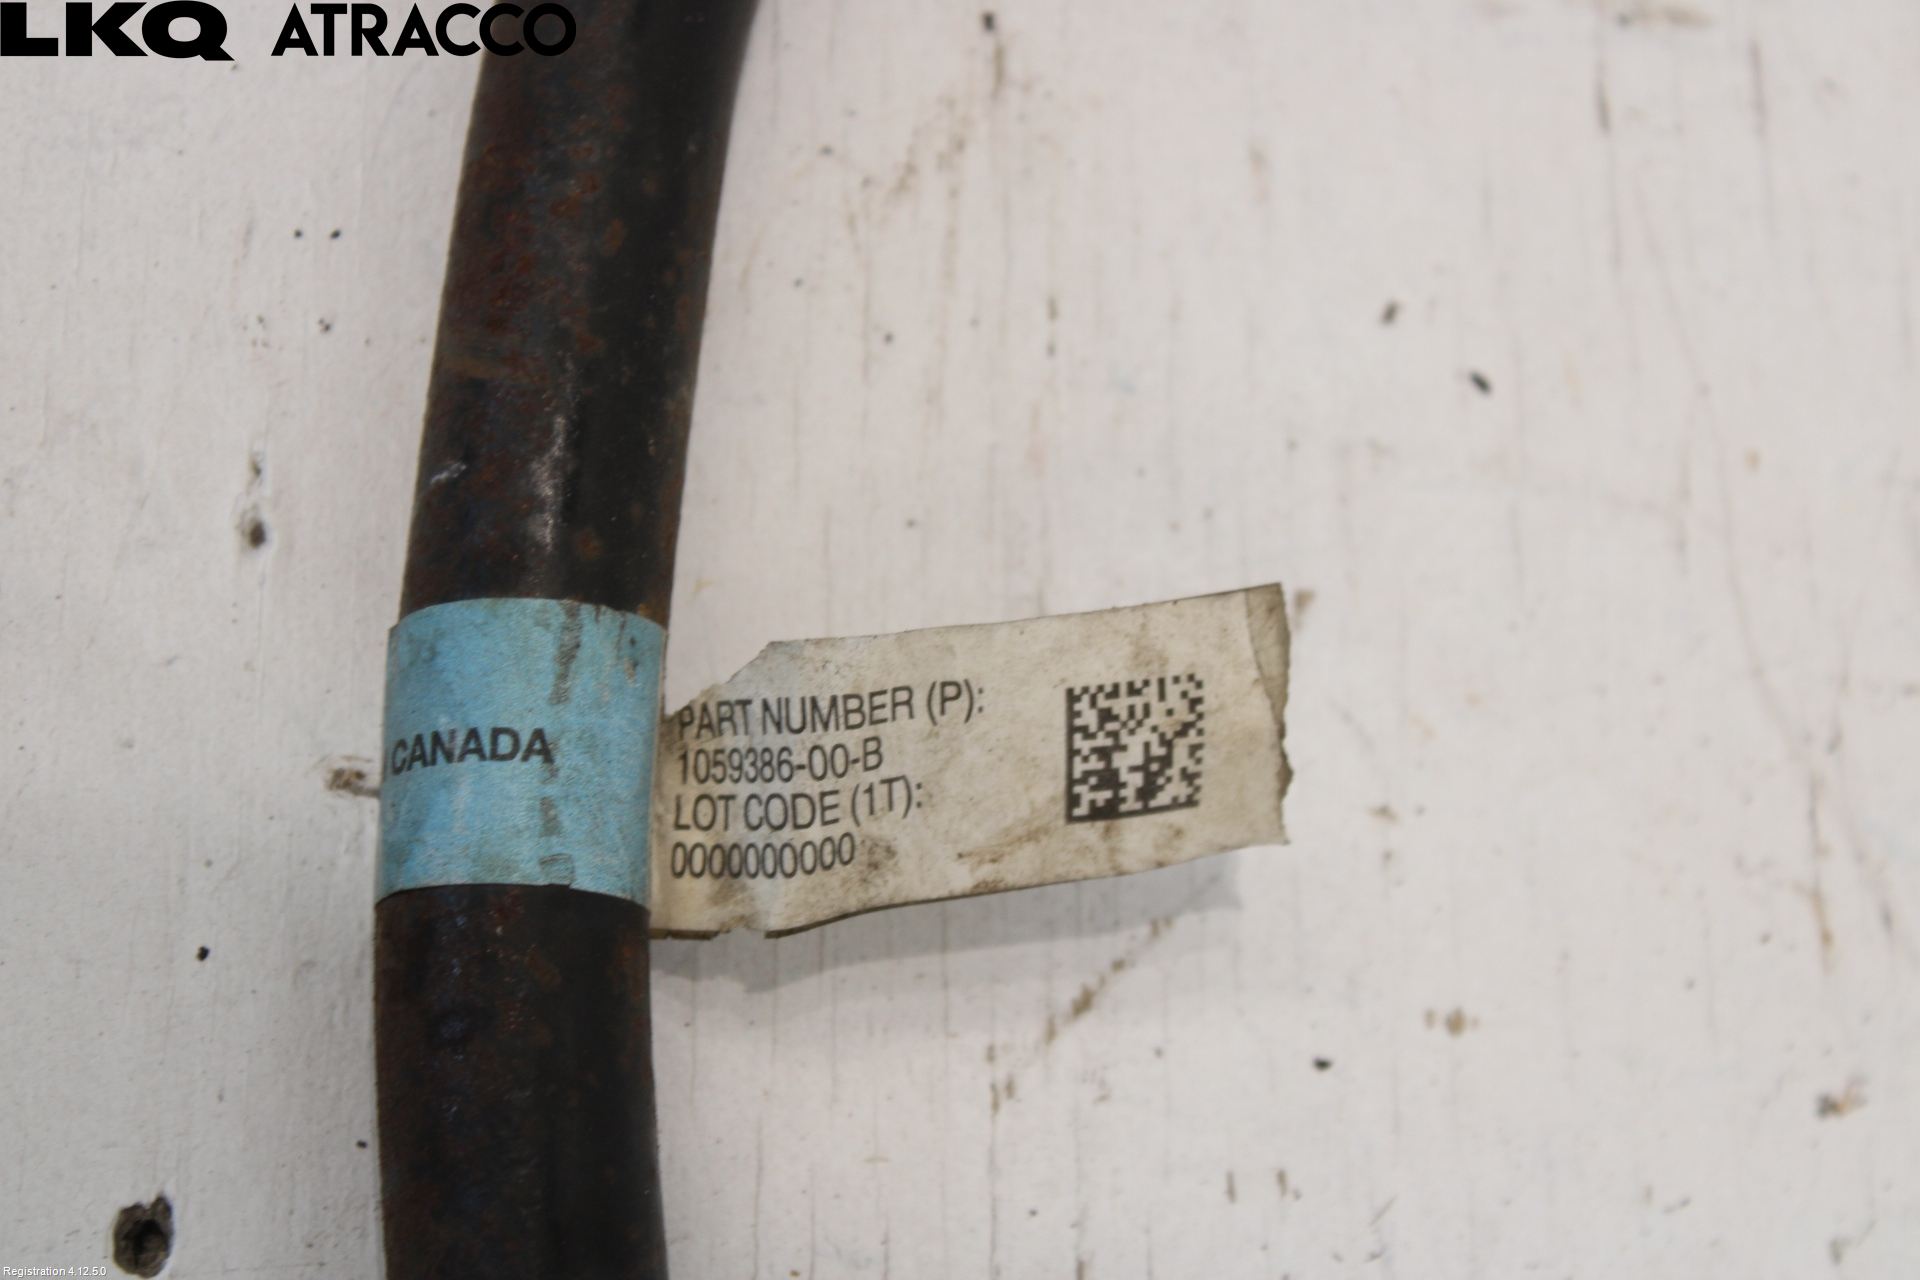 LKQ ATRACCO
CANADA
PART NUMBER (P):
1059386-00-B
LOT CODE (1T):
0000000000
Registration 4.12.5.0